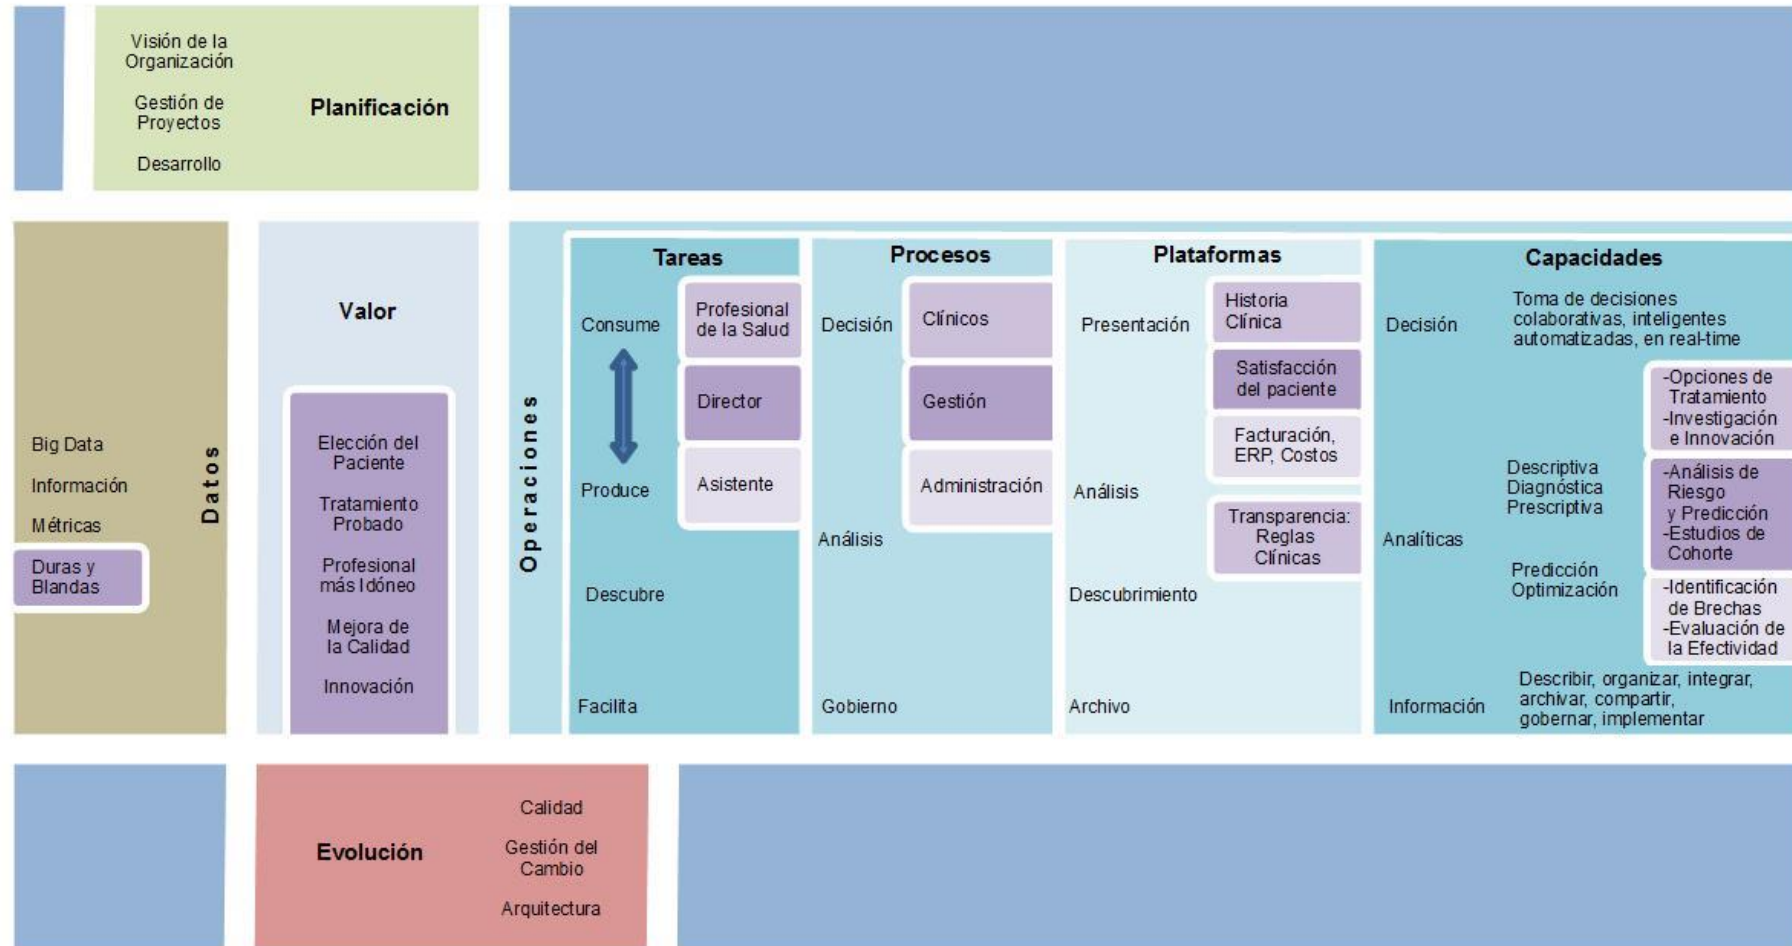 Visión de la
Organización
Gestión de
Proyectos
Desarrollo
Planificación
Big Data
Información
Métricas
Duras y
Blandas
Datos
Valor
Elección del
Paciente
Tratamiento
Probado
Profesional
más Idóneo
Mejora de
la Calidad
Innovación
Operaciones
Tareas
Consume
Produce
Descubre
Facilita
Profesional
de la Salud
Director
Asistente
Procesos
Decisión
Análisis
Gobierno
Clínicos
Gestión
Administración
Plataformas
Presentación
Análisis
Descubrimiento
Archivo
Historia
Clínica
Satisfacción
del paciente
Facturación,
ERP, Costos
Transparencia:
Reglas
Clínicas
Capacidades
Decisión
Toma de decisiones
colaborativas, inteligentes
automatizadas, en real-time
Analíticas
Descriptiva
Diagnóstica
Prescriptiva
Predicción
Optimización
-Opciones de
Tratamiento
-Investigación
e Innovación
-Análisis de
Riesgo
y Predicción
-Estudios de
Cohorte
-Identificación
de Brechas
-Evaluación de
la Efectividad
Información
Describir, organizar, integrar,
archivar, compartir,
gobernar, implementar
Evolución
Calidad
Gestión del
Cambio
Arquitectura